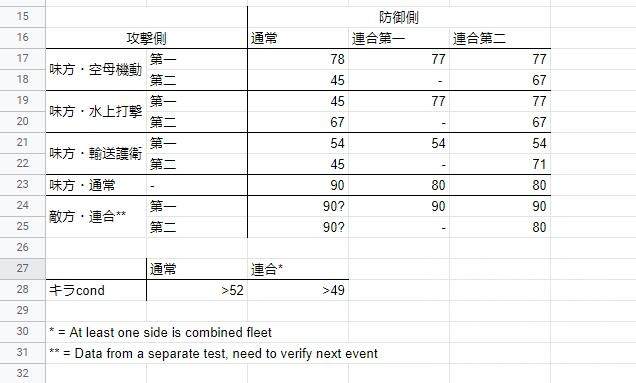 15 防御側
16 攻撃側 通常 連合第一 連合第二
17 味方・空母機動 第一 78 77 77
18 第二 45 - 67
19 味方・水上打撃 第一 45 77 77
20 第二 67 - 67
21 味方・輸送護衛 第一 54 54 54
22 第二 45 - 71
23 味方・通常 - 90 80 80
24 敵方・連合** 第一 90? 90 90
25 第二 90? - 80
26
27 通常 連合*
28 キラcond >52 >49
29
30 * = At least one side is combined fleet
31 ** = Data from a separate test, need to verify next event
32